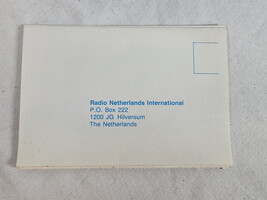 Radio Netherlands International
P.O. Box 222
1200 JG Hilversum
The Netherlands